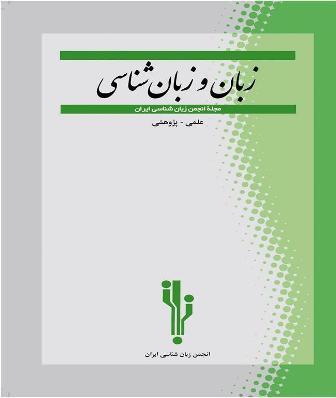 زبان و زبان‌شناسی
مجلهٔ انجمن زبان شناسی ایران
علمی - پژوهشی
انجمن زبان شناسی ایران